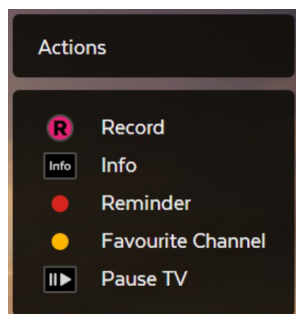 Actions
R Record
Info Info
Reminder
Favourite Channel
Pause TV